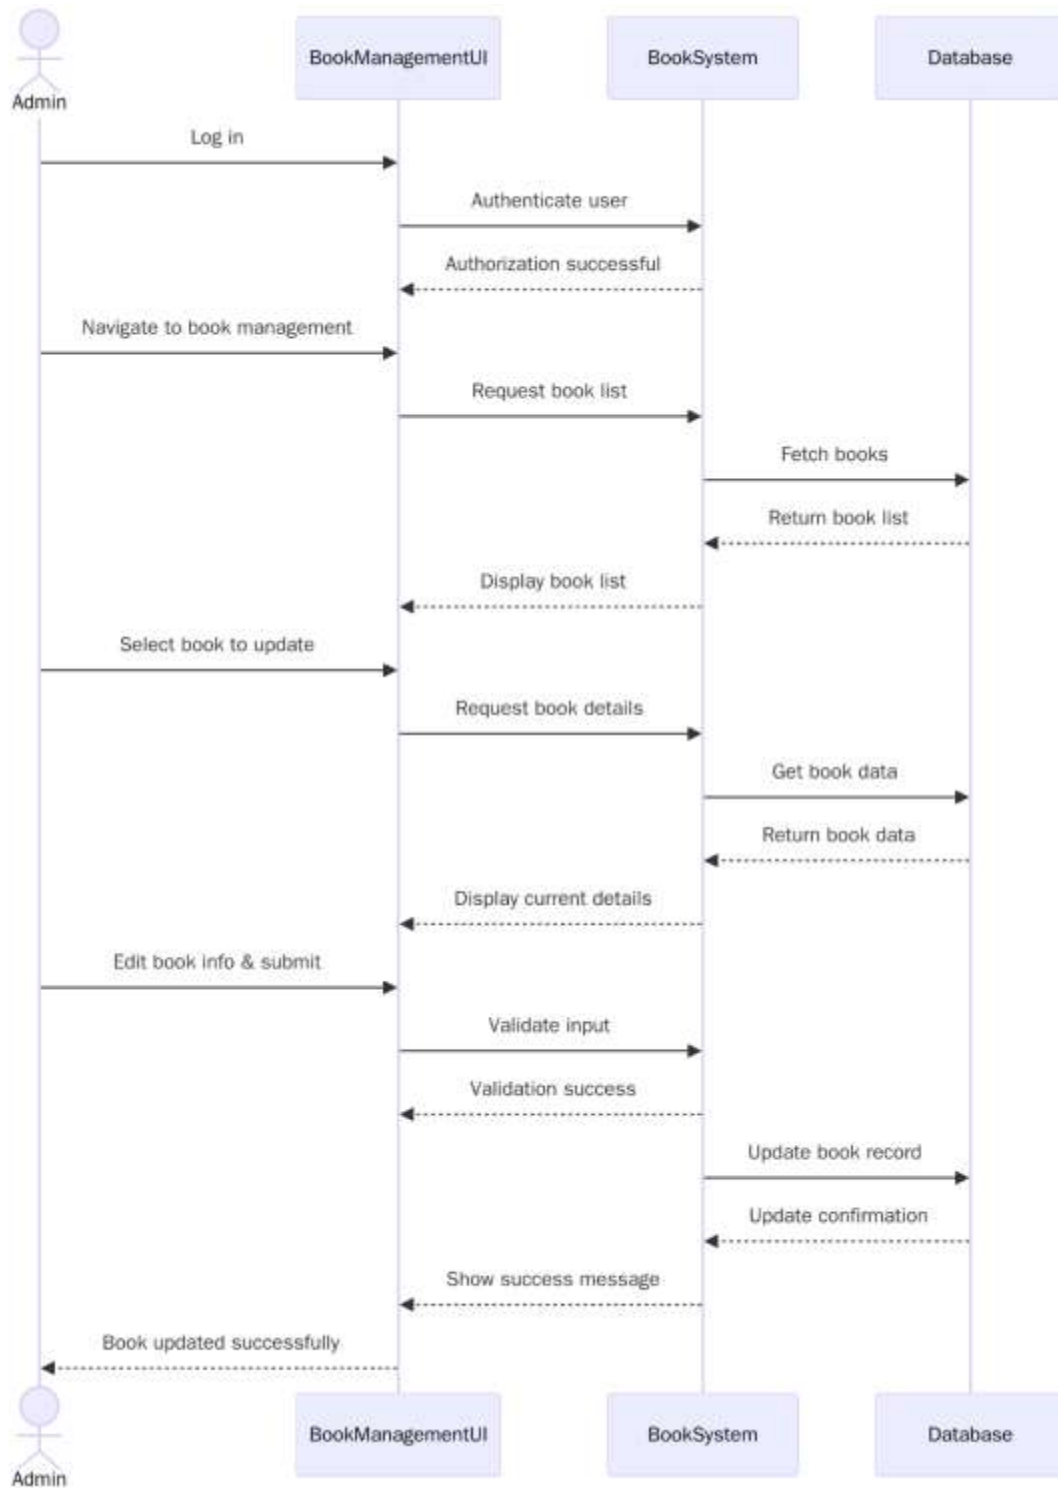 BookManagementUI
BookSystem
Database
Admin
Log in
Authenticate user
Authorization successful
Navigate to book management
Request book list
Fetch books
Return book list
Display book list
Select book to update
Request book details
Get book data
Return book data
Display current details
Edit book info & submit
Validate input
Validation success
Update book record
Update confirmation
Show success message
Book updated successfully
BookManagementUI
BookSystem
Database
Admin